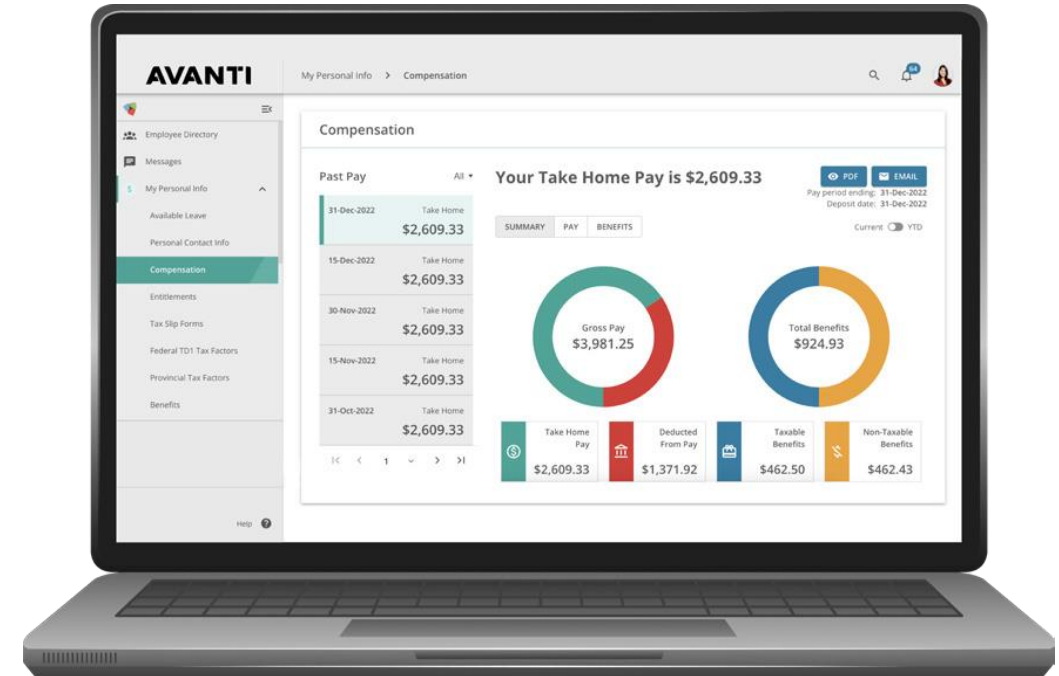 AVANTI
My Personal Info > Compensation
54
Employee Directory
Messages
$ My Personal Info
Available Leave
Personal Contact Info
Compensation
Entitlements
Tax Slip Forms
Federal TD1 Tax Factors
Provincial Tax Factors
Benefits
Help ?
Compensation
Past Pay All
31-Dec-2022 Take Home
$2,609.33
15-Dec-2022 Take Home
$2,609.33
30-Nov-2022 Take Home
$2,609.33
15-Nov-2022 Take Home
$2,609.33
31-Oct-2022 Take Home
$2,609.33
1
Your Take Home Pay is $2,609.33
PDF EMAIL
Pay period ending: 31-Dec-2022
Deposit date: 31-Dec-2022
SUMMARY PAY BENEFITS
Current YTD
Gross Pay
$3,981.25
Total Benefits
$924.93
Take Home
Pay
$2,609.33
Deducted
From Pay
$1,371.92
Taxable
Benefits
$462.50
Non-Taxable
Benefits
$462.43